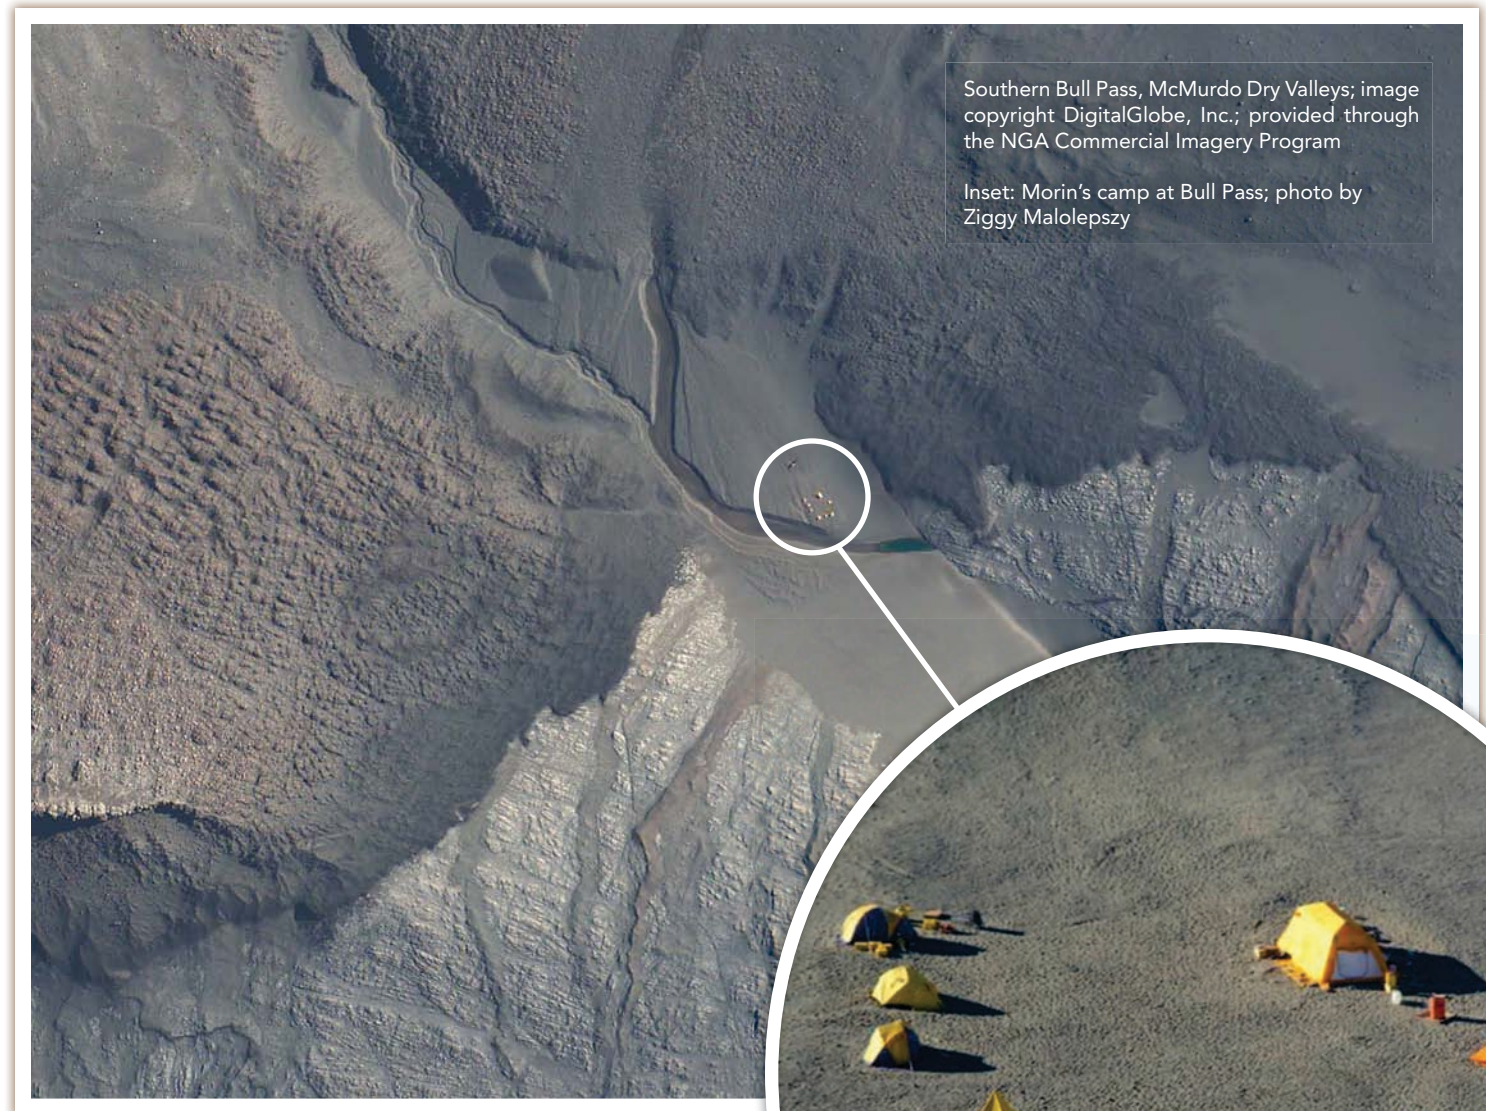 Southern Bull Pass, McMurdo Dry Valleys; image
copyright DigitalGlobe, Inc.; provided through
the NGA Commercial Imagery Program
Inset: Morin’s camp at Bull Pass; photo by
Ziggy Malolepszy